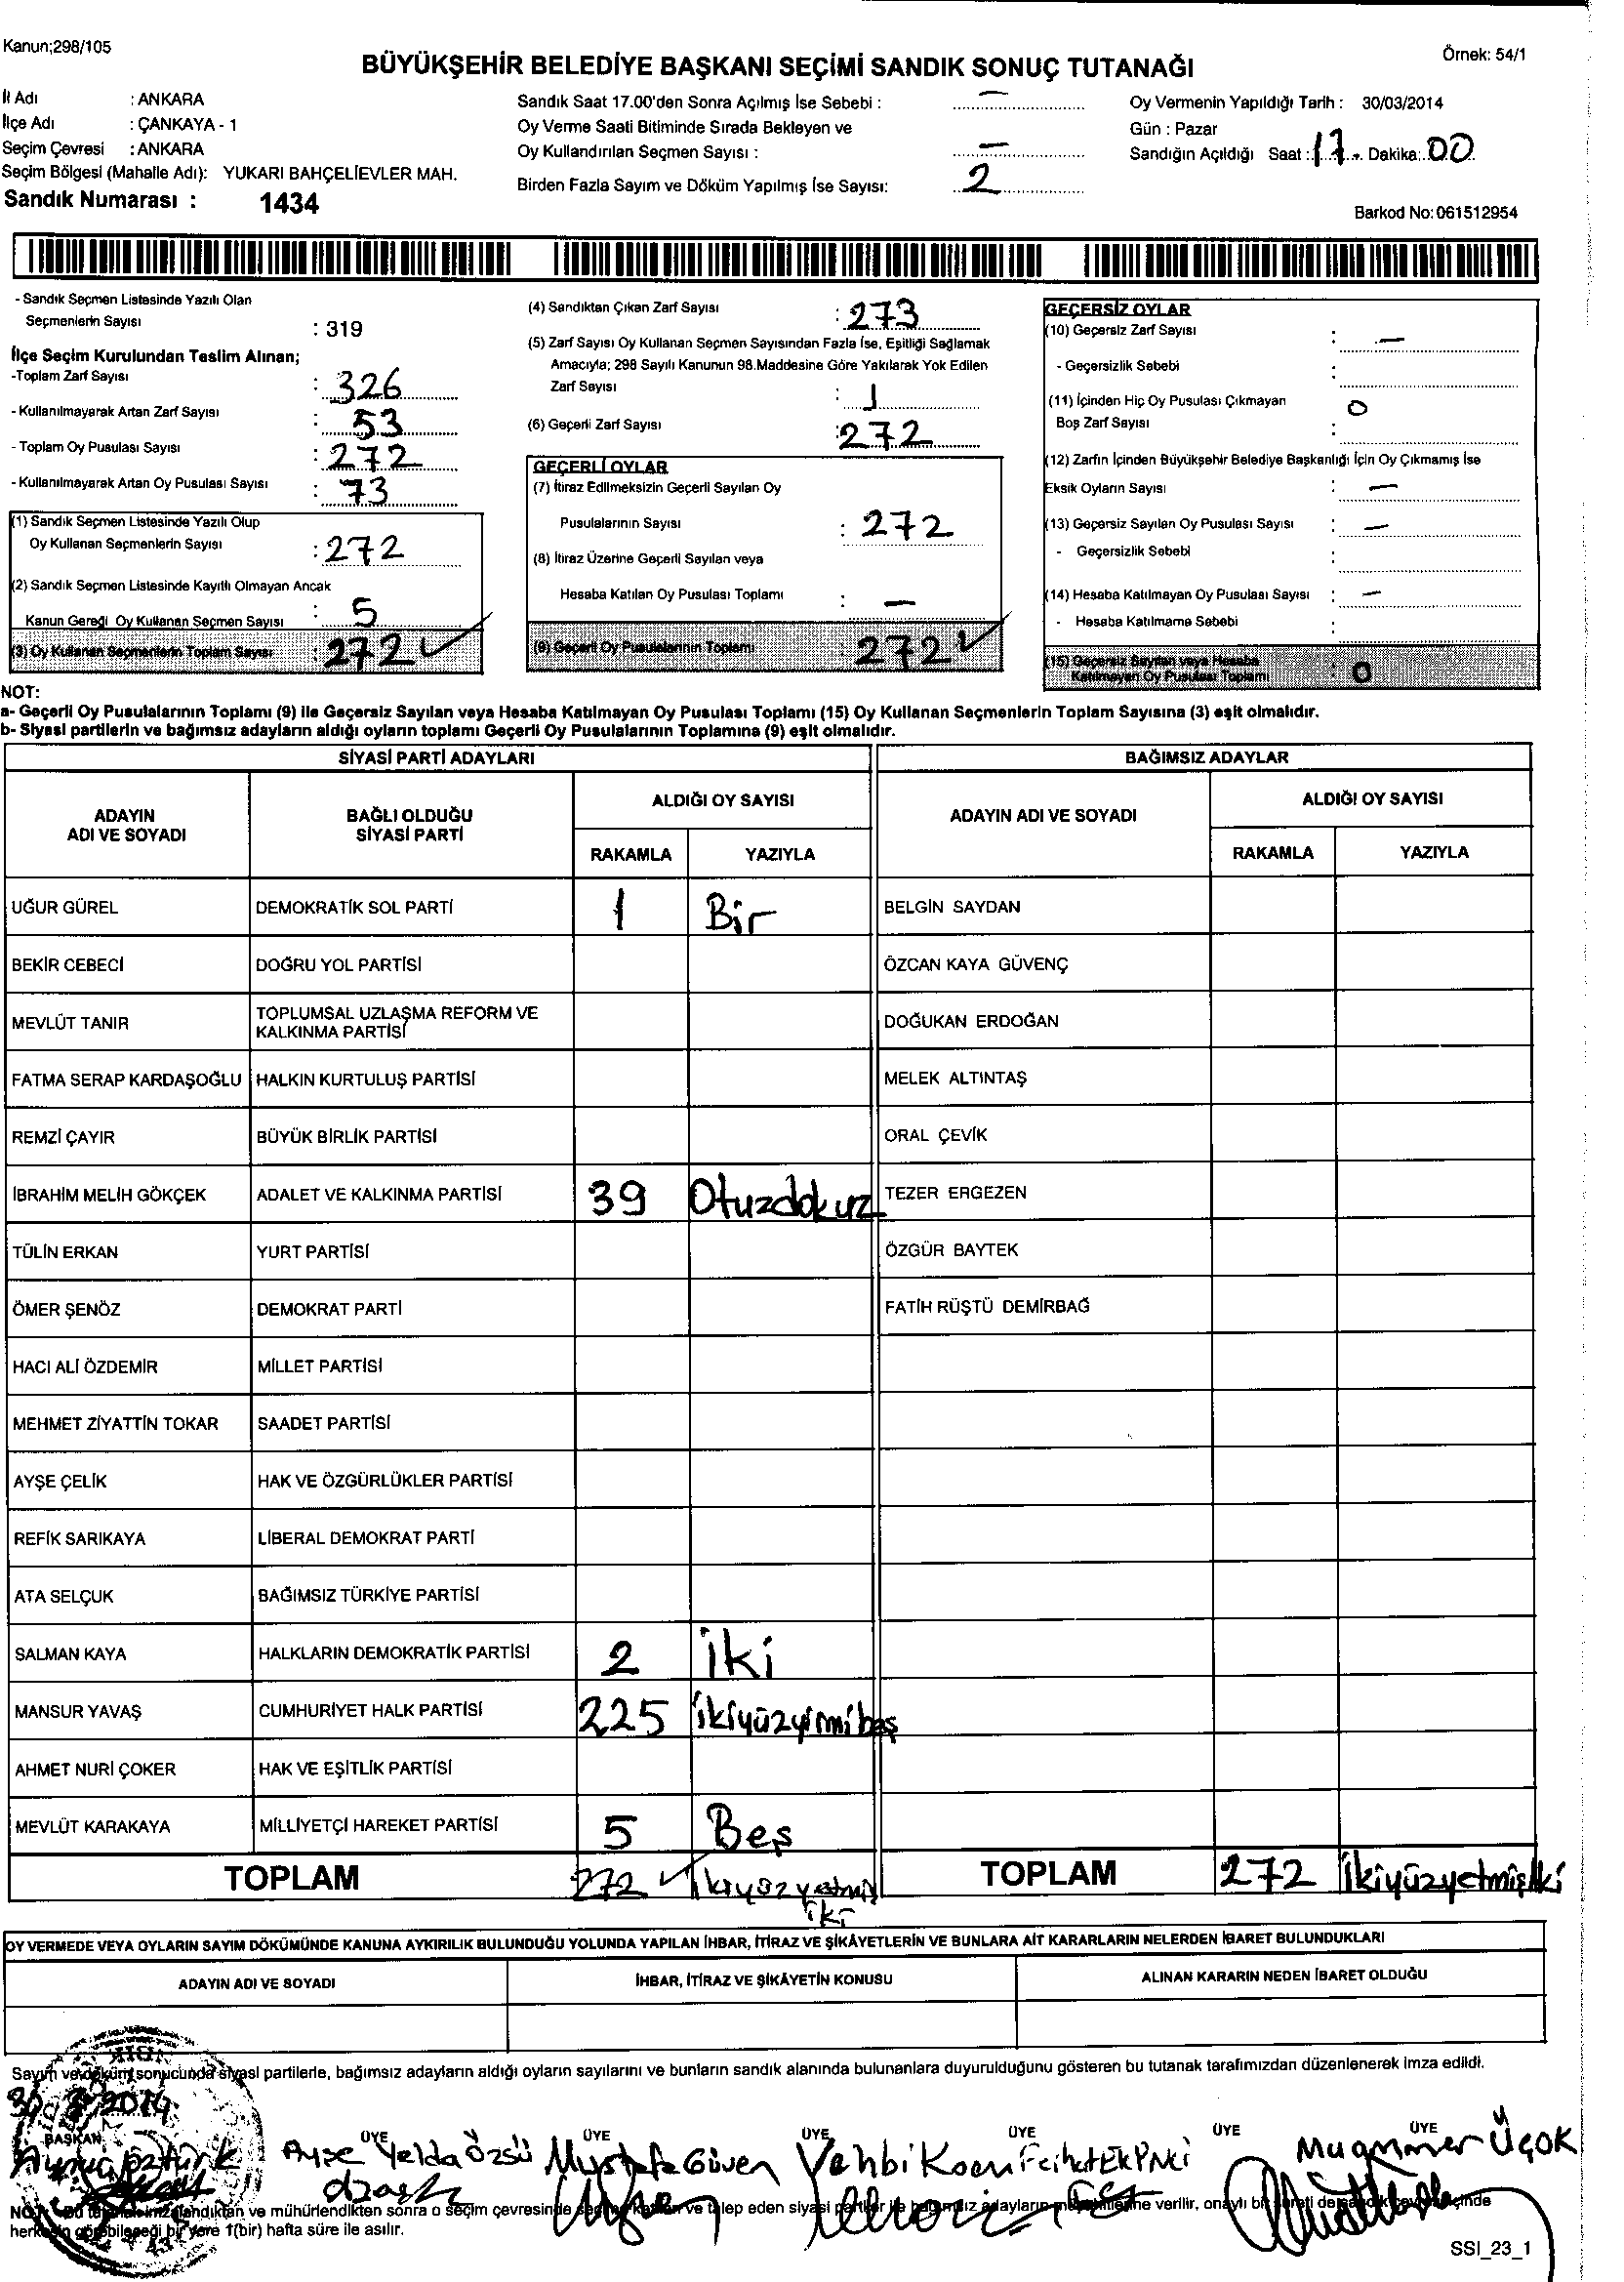 Kanun;298/105
Örnek: 54/1
BÜYÜKŞEHİR BELEDİYE BAŞKANI SEÇİMİ SANDIK SONUÇ TUTANAĞI
İl Adı : ANKARA
İlçe Adı : ÇANKAYA - 1
Seçim Çevresi : ANKARA
Seçim Bölgesi (Mahalle Adı): YUKARI BAHÇELİEVLER MAH.
Sandık Numarası : 1434
Sandık Saat 17.00'den Sonra Açılmış İse Sebebi : —
Oy Verme Saati Bitiminde Sırada Bekleyen ve
Oy Kullandırılan Seçmen Sayısı : —
Birden Fazla Sayım ve Döküm Yapılmış İse Sayısı: 2
Oy Vermenin Yapıldığı Tarih : 30/03/2014
Gün : Pazar
Sandığın Açıldığı Saat : 17 Dakika: 00
Barkod No: 061512954
- Sandık Seçmen Listesinde Yazılı Olan
Seçmenlerin Sayısı : 319
İlçe Seçim Kurulundan Teslim Alınan;
-Toplam Zarf Sayısı : 326
- Kullanılmayarak Artan Zarf Sayısı : 53
- Toplam Oy Pusulası Sayısı : 272
- Kullanılmayarak Artan Oy Pusulası Sayısı : 73
(1) Sandık Seçmen Listesinde Yazılı Olup
Oy Kullanan Seçmenlerin Sayısı : 272
(2) Sandık Seçmen Listesinde Kayıtlı Olmayan Ancak
Kanun Gereği Oy Kullanan Seçmen Sayısı : 5
(3) Oy Kullanan Seçmenlerin Toplam Sayısı : 272
(4) Sandıktan Çıkan Zarf Sayısı : 273
(5) Zarf Sayısı Oy Kullanan Seçmen Sayısından Fazla İse, Eşitliği Sağlamak
Amacıyla; 298 Sayılı Kanunun 98.Maddesine Göre Yakılarak Yok Edilen
Zarf Sayısı : 1
(6) Geçerli Zarf Sayısı : 272
GEÇERLİ OYLAR
(7) İtiraz Edilmeksizin Geçerli Sayılan Oy
Pusulalarının Sayısı : 272
(8) İtiraz Üzerine Geçerli Sayılan veya
Hesaba Katılan Oy Pusulası Toplamı : —
(9) Geçerli Oy Pusulalarının Toplamı : 272
GEÇERSİZ OYLAR
(10) Geçersiz Zarf Sayısı : —
- Geçersizlik Sebebi :
(11) İçinden Hiç Oy Pusulası Çıkmayan
Boş Zarf Sayısı : 0
(12) Zarfın İçinden Büyükşehir Belediye Başkanlığı İçin Oy Çıkmamış İse
Eksik Oyların Sayısı : —
(13) Geçersiz Sayılan Oy Pusulası Sayısı : —
- Geçersizlik Sebebi :
(14) Hesaba Katılmayan Oy Pusulası Sayısı : —
- Hesaba Katılmama Sebebi :
(15) Geçersiz Sayılan veya Hesaba
Katılmayan Oy Pusulası Toplamı : 0
NOT:
a- Geçerli Oy Pusulalarının Toplamı (9) ile Geçersiz Sayılan veya Hesaba Katılmayan Oy Pusulası Toplamı (15) Oy Kullanan Seçmenlerin Toplam Sayısına (3) eşit olmalıdır.
b- Siyasi partilerin ve bağımsız adayların aldığı oyların toplamı Geçerli Oy Pusulalarının Toplamına (9) eşit olmalıdır.
SİYASİ PARTİ ADAYLARI BAĞIMSIZ ADAYLAR
ADAYIN ADI VE SOYADI BAĞLI OLDUĞU SİYASİ PARTİ ALDIĞI OY SAYISI ADAYIN ADI VE SOYADI ALDIĞI OY SAYISI
RAKAMLA YAZIYLA RAKAMLA YAZIYLA
UĞUR GÜREL DEMOKRATİK SOL PARTİ 1 Bir BELGİN SAYDAN
BEKİR CEBECİ DOĞRU YOL PARTİSİ ÖZCAN KAYA GÜVENÇ
MEVLÜT TANIR TOPLUMSAL UZLAŞMA REFORM VE KALKINMA PARTİSİ DOĞUKAN ERDOĞAN
FATMA SERAP KARDAŞOĞLU HALKIN KURTULUŞ PARTİSİ MELEK ALTINTAŞ
REMZİ ÇAYIR BÜYÜK BİRLİK PARTİSİ ORAL ÇEVİK
İBRAHİM MELİH GÖKÇEK ADALET VE KALKINMA PARTİSİ 39 Otuzdokuz TEZER ERGEZEN
TÜLİN ERKAN YURT PARTİSİ ÖZGÜR BAYTEK
ÖMER ŞENÖZ DEMOKRAT PARTİ FATİH RÜŞTÜ DEMİRBAĞ
HACI ALİ ÖZDEMİR MİLLET PARTİSİ
MEHMET ZİYATTİN TOKAR SAADET PARTİSİ
AYŞE ÇELİK HAK VE ÖZGÜRLÜKLER PARTİSİ
REFİK SARIKAYA LİBERAL DEMOKRAT PARTİ
ATA SELÇUK BAĞIMSIZ TÜRKİYE PARTİSİ
SALMAN KAYA HALKLARIN DEMOKRATİK PARTİSİ 2 İki
MANSUR YAVAŞ CUMHURİYET HALK PARTİSİ 225 İkiyüzyirmibeş
AHMET NURİ ÇOKER HAK VE EŞİTLİK PARTİSİ
MEVLÜT KARAKAYA MİLLİYETÇİ HAREKET PARTİSİ 5 Beş
TOPLAM 272 İkiyüzyetmiş iki TOPLAM 272 İkiyüzyetmişiki
OY VERMEDE VEYA OYLARIN SAYIM DÖKÜMÜNDE KANUNA AYKIRILIK BULUNDUĞU YOLUNDA YAPILAN İHBAR, İTİRAZ VE ŞİKÂYETLERİN VE BUNLARA AİT KARARLARIN NELERDEN İBARET BULUNDUKLARI
ADAYIN ADI VE SOYADI İHBAR, İTİRAZ VE ŞİKÂYETİN KONUSU ALINAN KARARIN NEDEN İBARET OLDUĞU
Sayım ve döküm sonucunda siyasi partilerle, bağımsız adayların aldığı oyların sayılarını ve bunların sandık alanında bulunanlara duyurulduğunu gösteren bu tutanak tarafımızdan düzenlenerek imza edildi.
30 3 2014
BAŞKAN ÜYE ÜYE ÜYE ÜYE ÜYE ÜYE
Ayşe Yelda Özsü Mustafa Güven Vehbi Muammer Üçok
NOT: Bu tutanak imzalandıktan ve mühürlendikten sonra o seçim çevresinde seçime katılan ve talep eden siyasi partiler ile bağımsız adayların müşahitlerine verilir, onaylı bir sureti de sandık çevresi içinde
herkesin görebileceği bir yere 1(bir) hafta süre ile asılır.
SSI_23_1